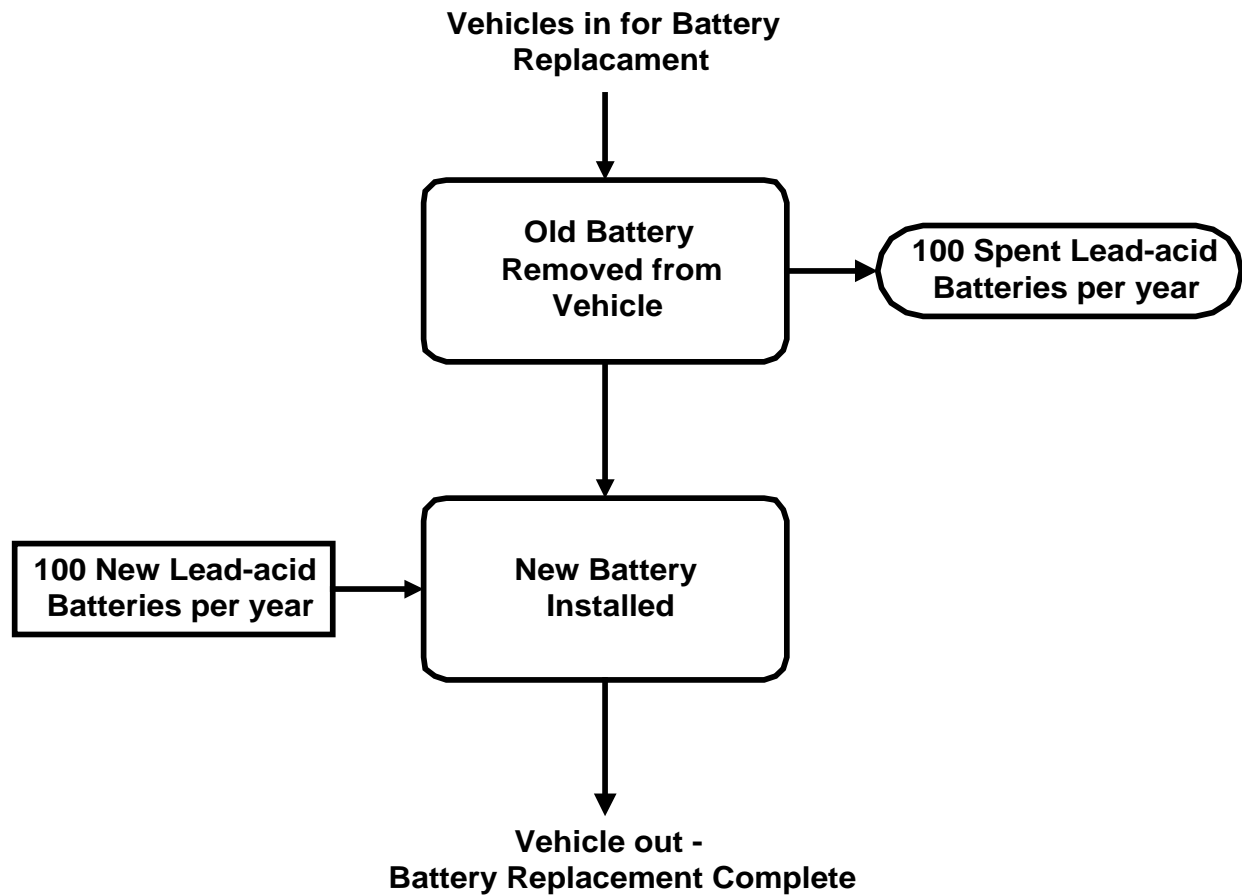 Vehicles in for Battery
Replacament
Old Battery
Removed from
Vehicle
100 Spent Lead-acid
Batteries per year
100 New Lead-acid
Batteries per year
New Battery
Installed
Vehicle out -
Battery Replacement Complete